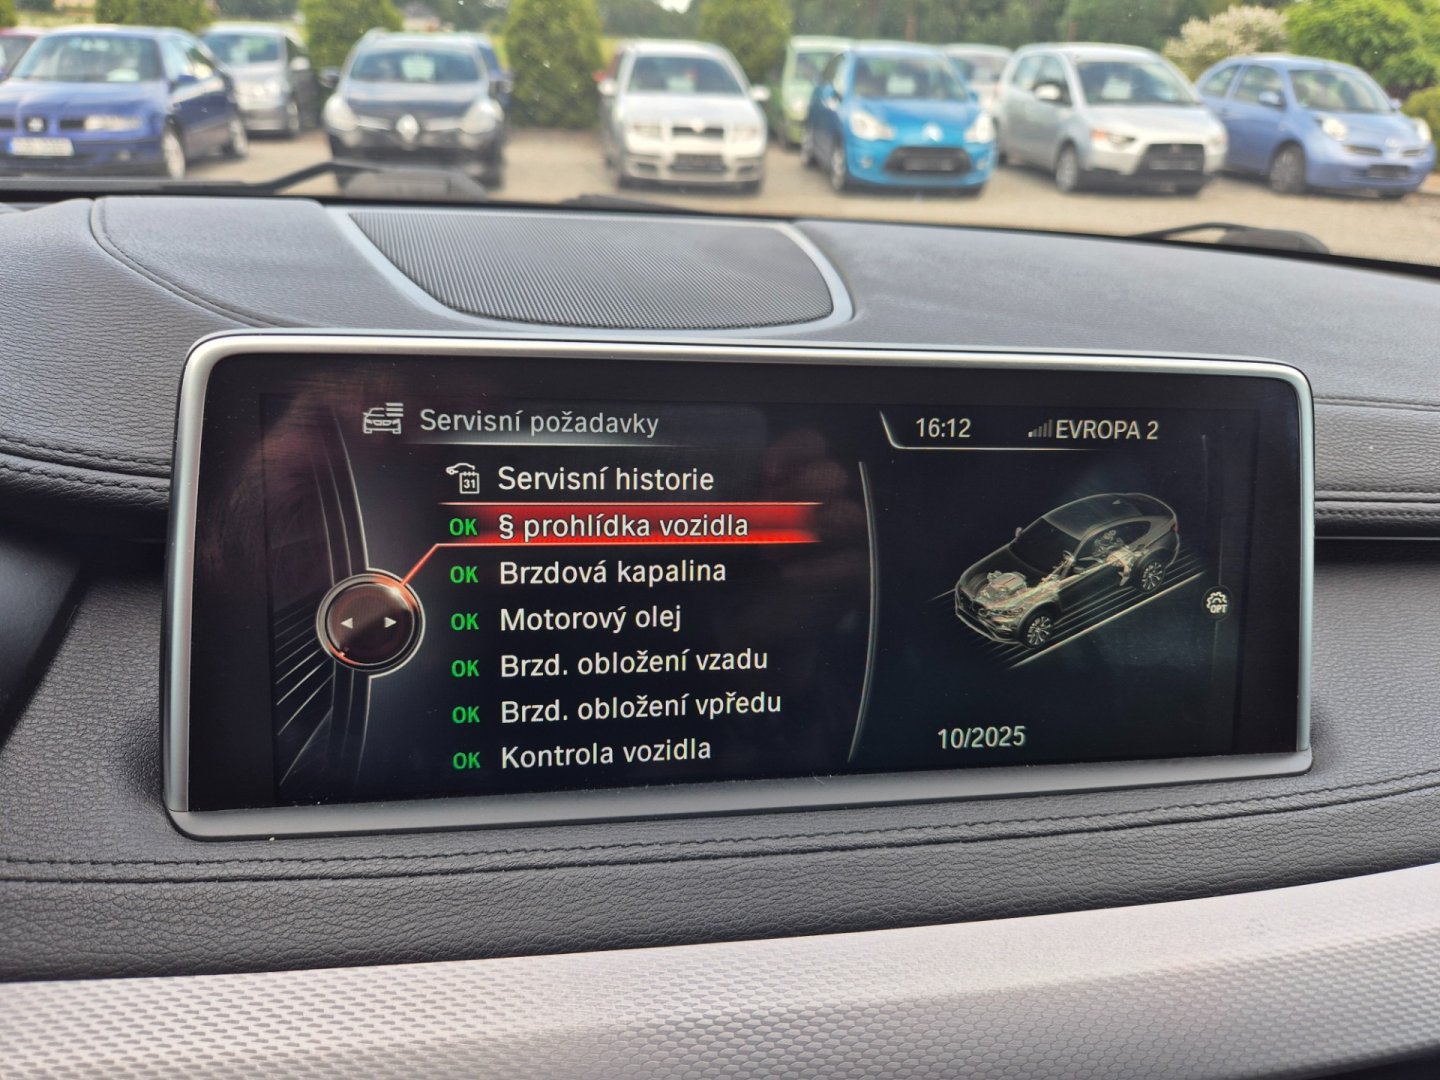 Servisní požadavky
16:12
EVROPA 2
31 Servisní historie
OK § prohlídka vozidla
OK Brzdová kapalina
OK Motorový olej
OK Brzd. obložení vzadu
OK Brzd. obložení vpředu
OK Kontrola vozidla
OPT
10/2025